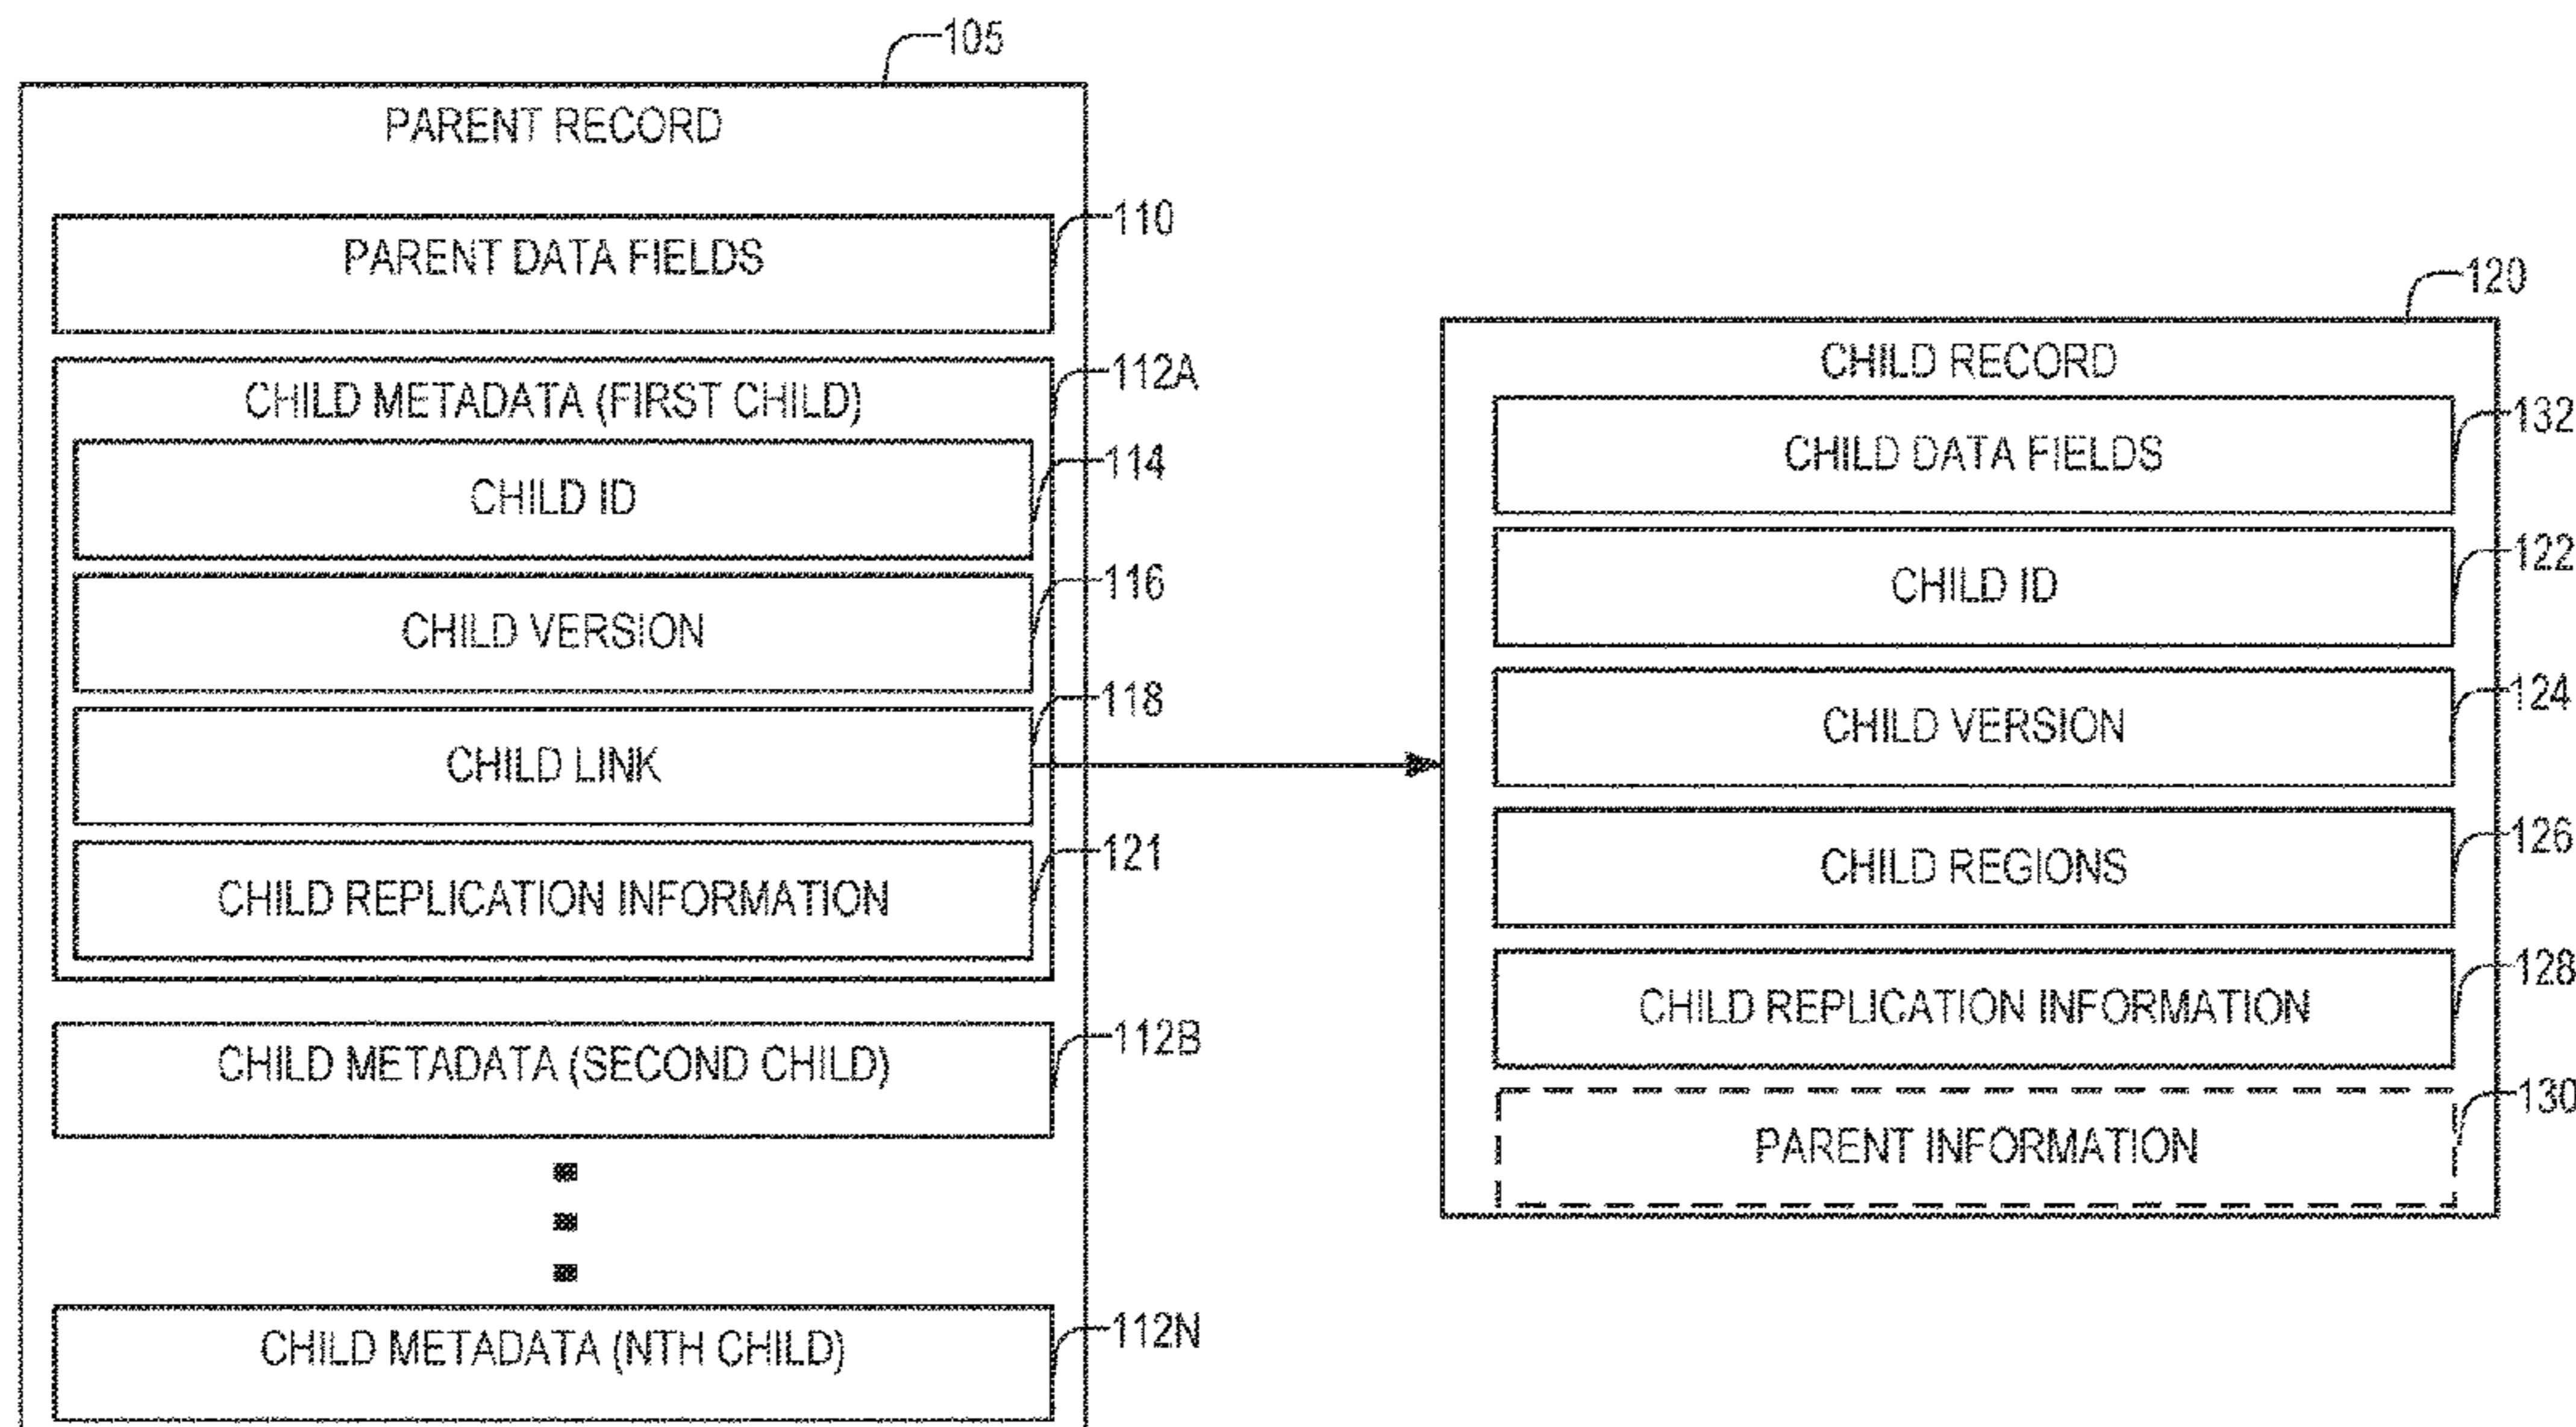 105
PARENT RECORD
PARENT DATA FIELDS
110
CHILD METADATA (FIRST CHILD)
112A
CHILD ID
114
CHILD VERSION
116
CHILD LINK
118
CHILD REPLICATION INFORMATION
121
CHILD METADATA (SECOND CHILD)
112B
CHILD METADATA (NTH CHILD)
112N
120
CHILD RECORD
CHILD DATA FIELDS
132
CHILD ID
122
CHILD VERSION
124
CHILD REGIONS
126
CHILD REPLICATION INFORMATION
128
PARENT INFORMATION
130